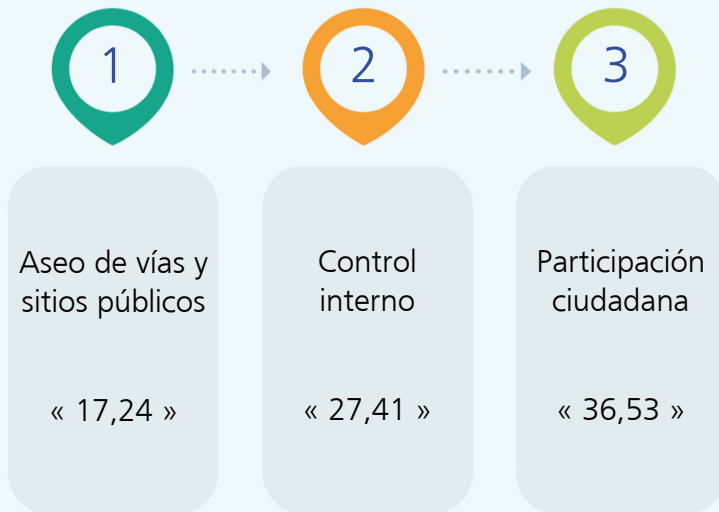 1
2
3
Aseo de vías y
sitios públicos
« 17,24 »
Control
interno
« 27,41 »
Participación
ciudadana
« 36,53 »